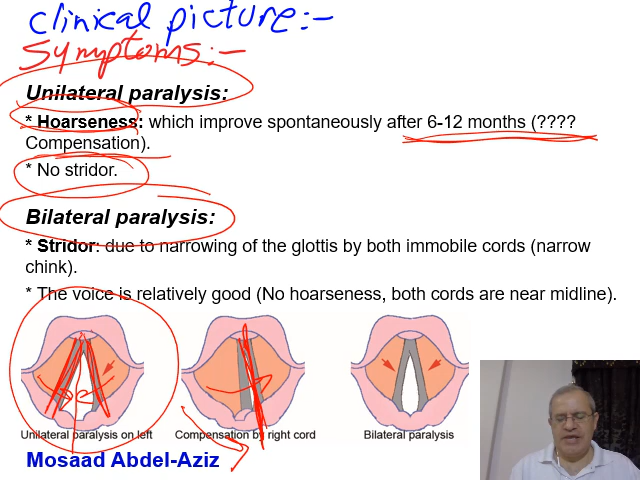 clinical picture:-
Symptoms:-
Unilateral paralysis:
* Hoarseness: which improve spontaneously after 6-12 months (????
Compensation).
* No stridor.
Bilateral paralysis:
* Stridor: due to narrowing of the glottis by both immobile cords (narrow
chink).
* The voice is relatively good (No hoarseness, both cords are near midline).
Unilateral paralysis on left
Compensation by right cord
Bilateral paralysis
Mosaad Abdel-Aziz